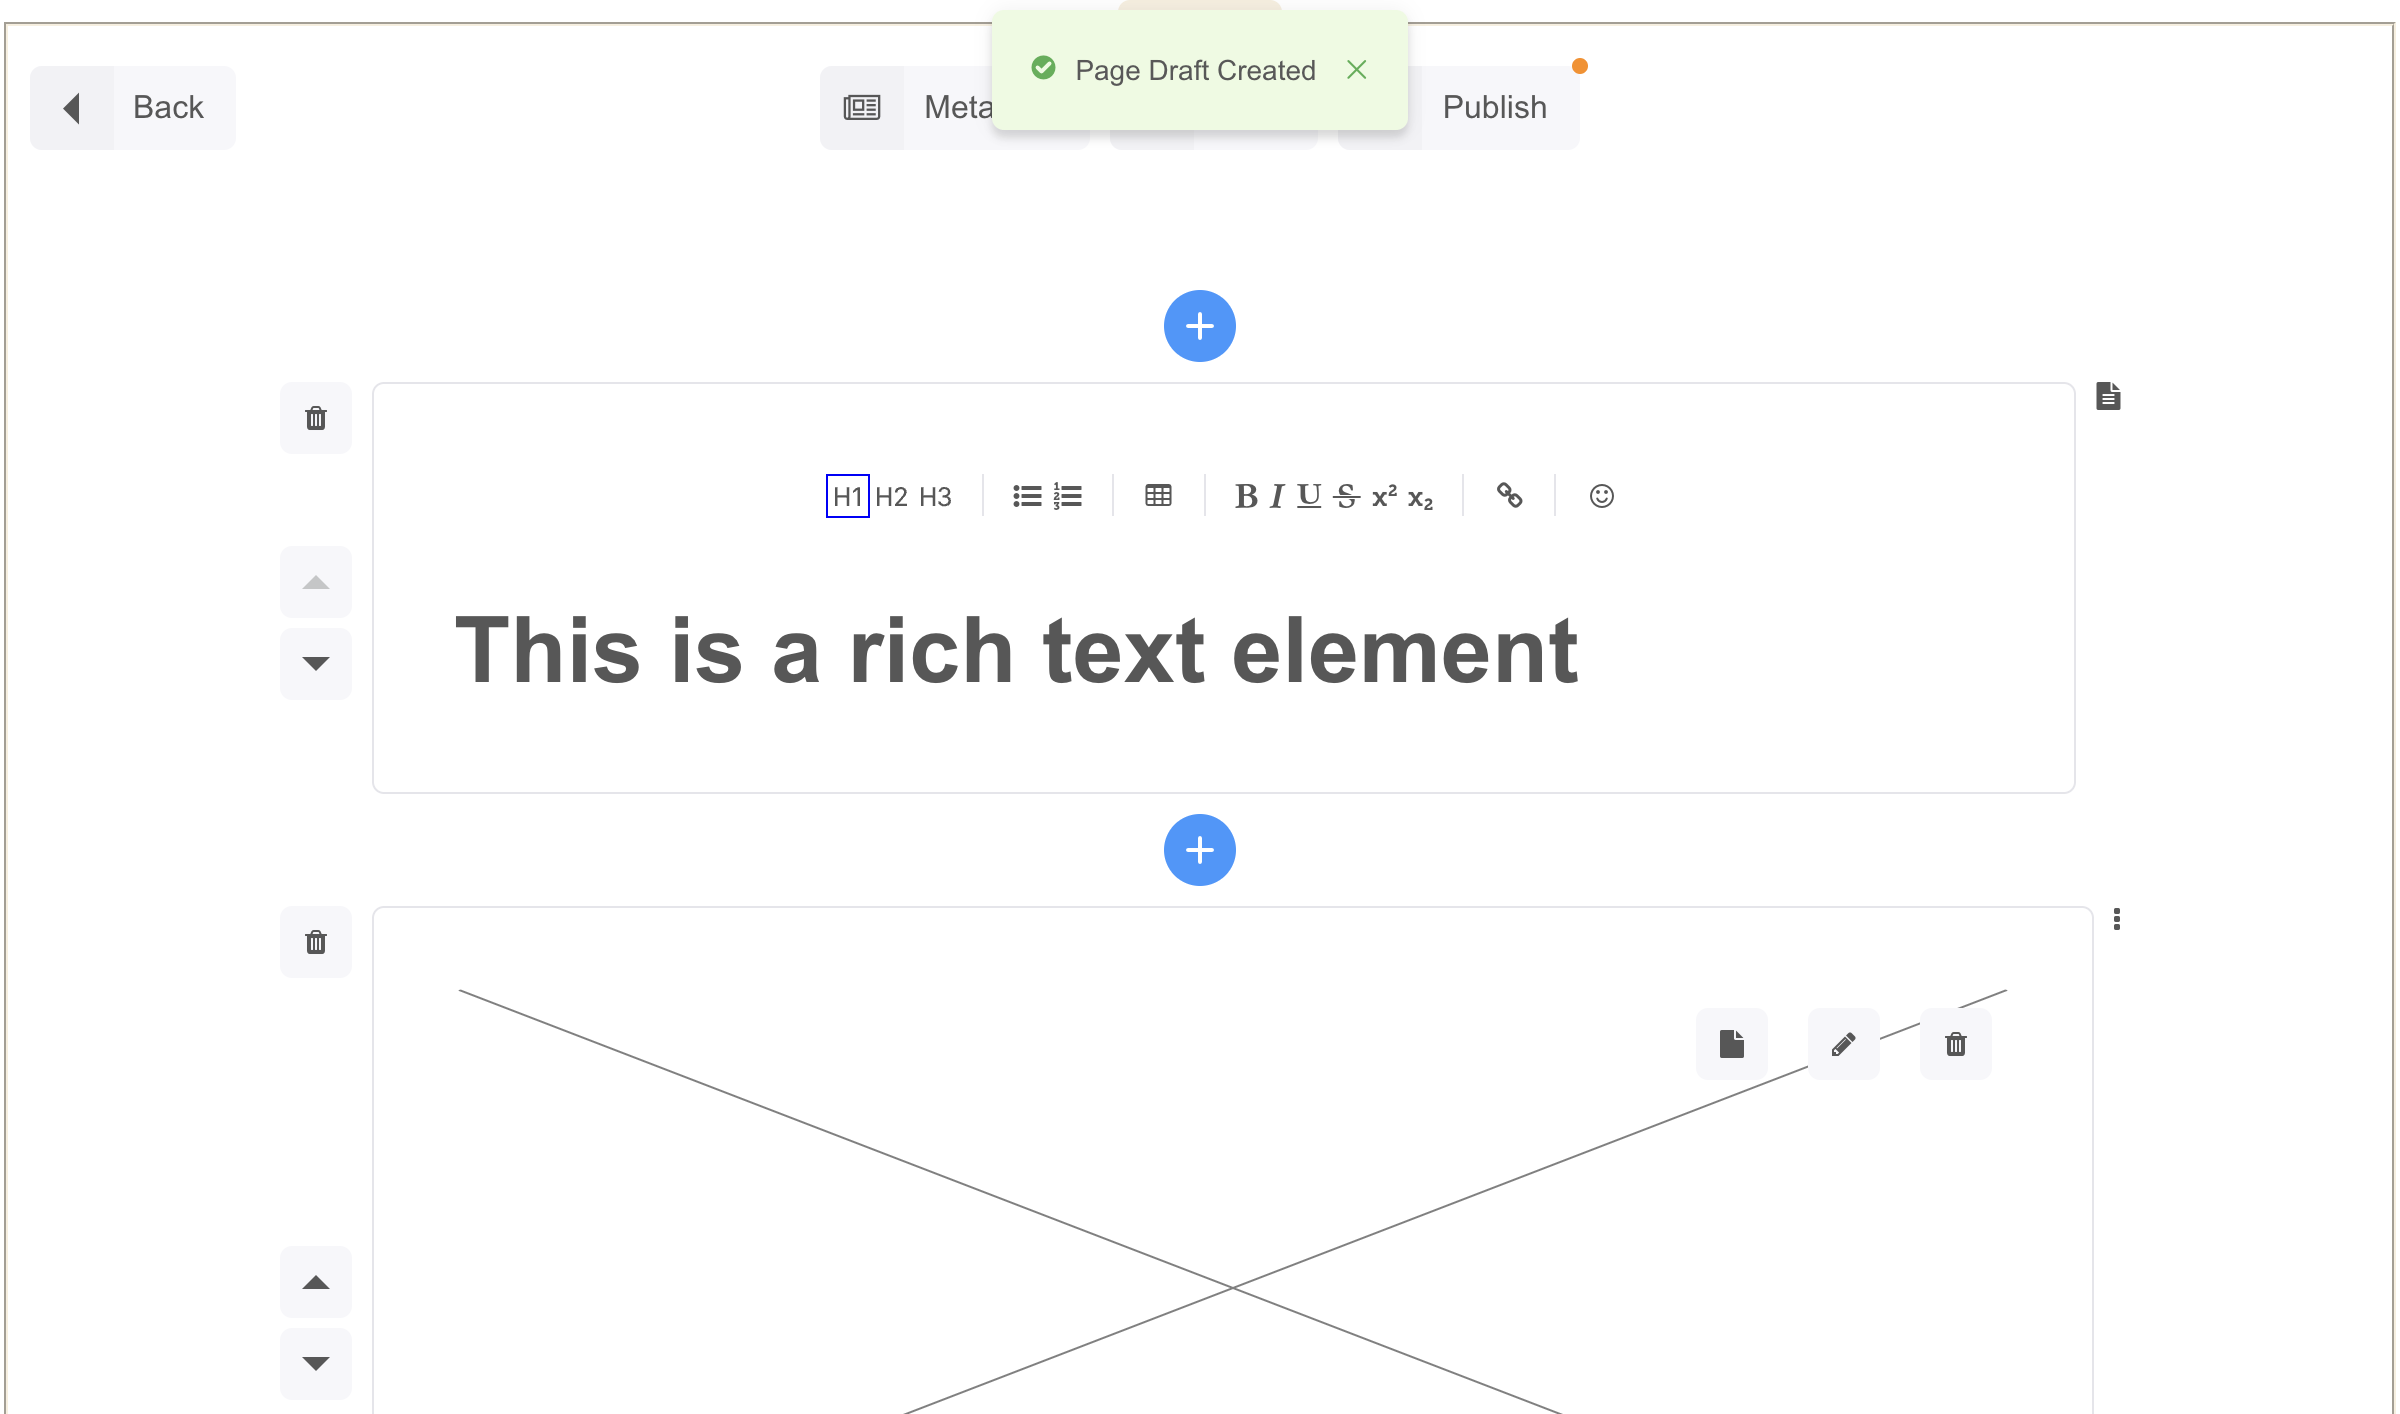 Page Draft Created
Back
Meta
Publish
H1 H2 H3 B I U S x² x₂
This is a rich text element